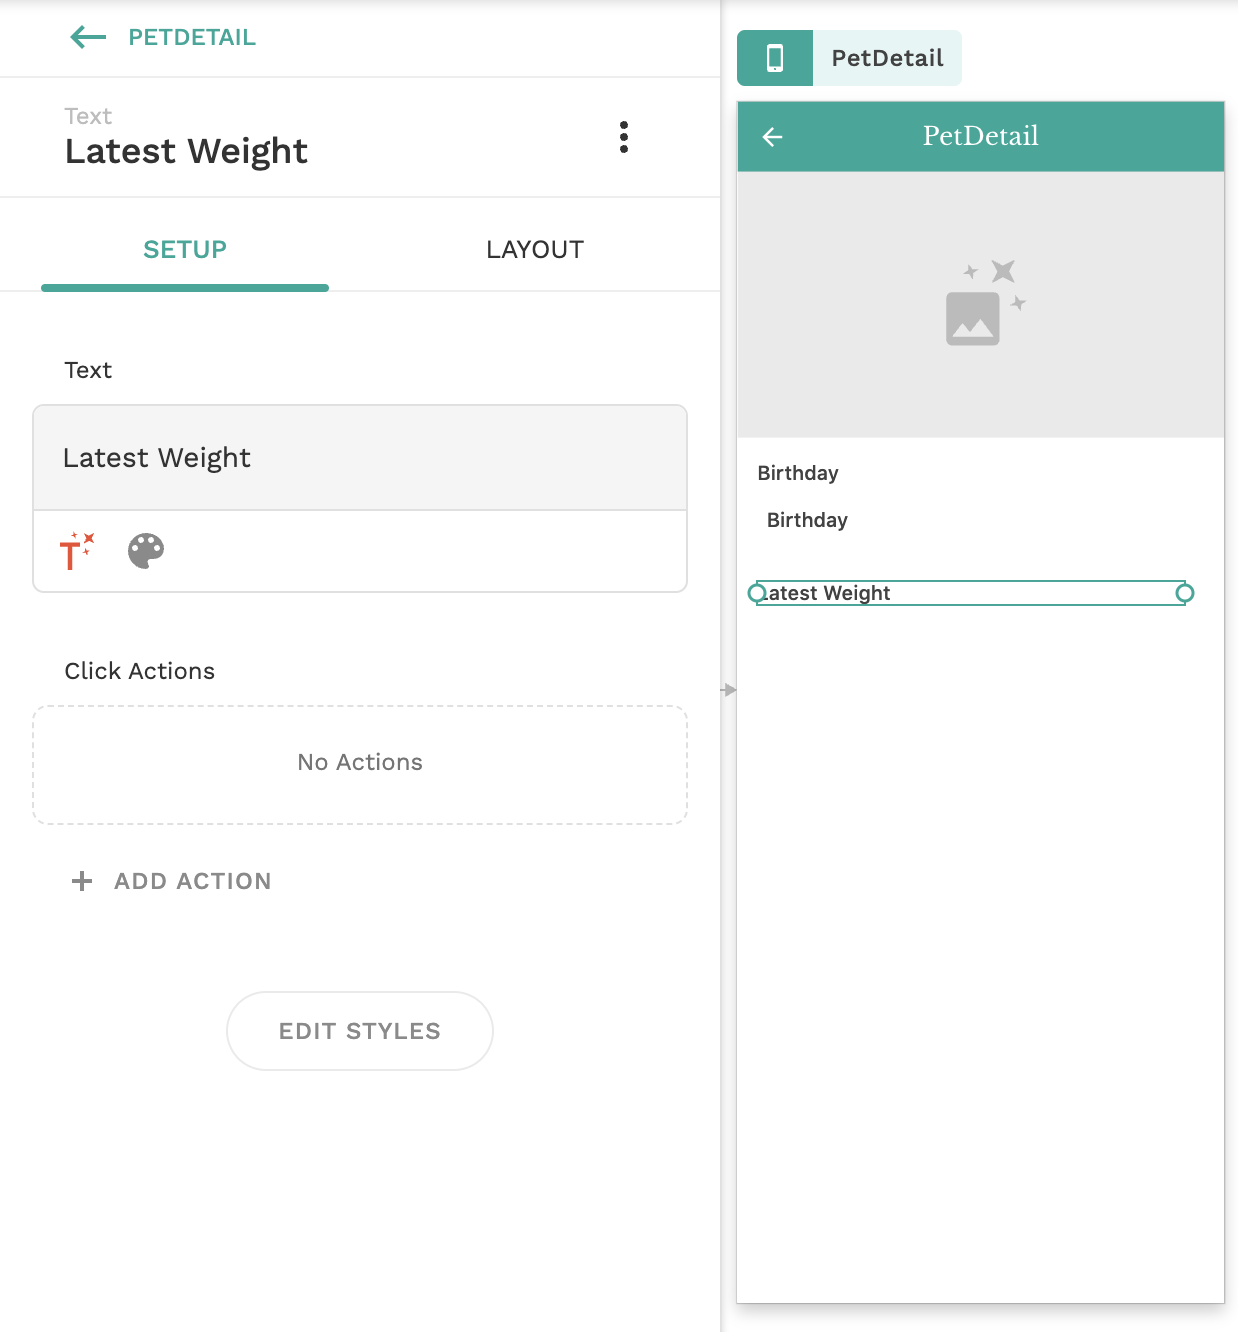 PETDETAIL
Text
Latest Weight
SETUP
LAYOUT
Text
Latest Weight
T
Click Actions
No Actions
+ ADD ACTION
EDIT STYLES
PetDetail
PetDetail
Birthday
Birthday
Latest Weight